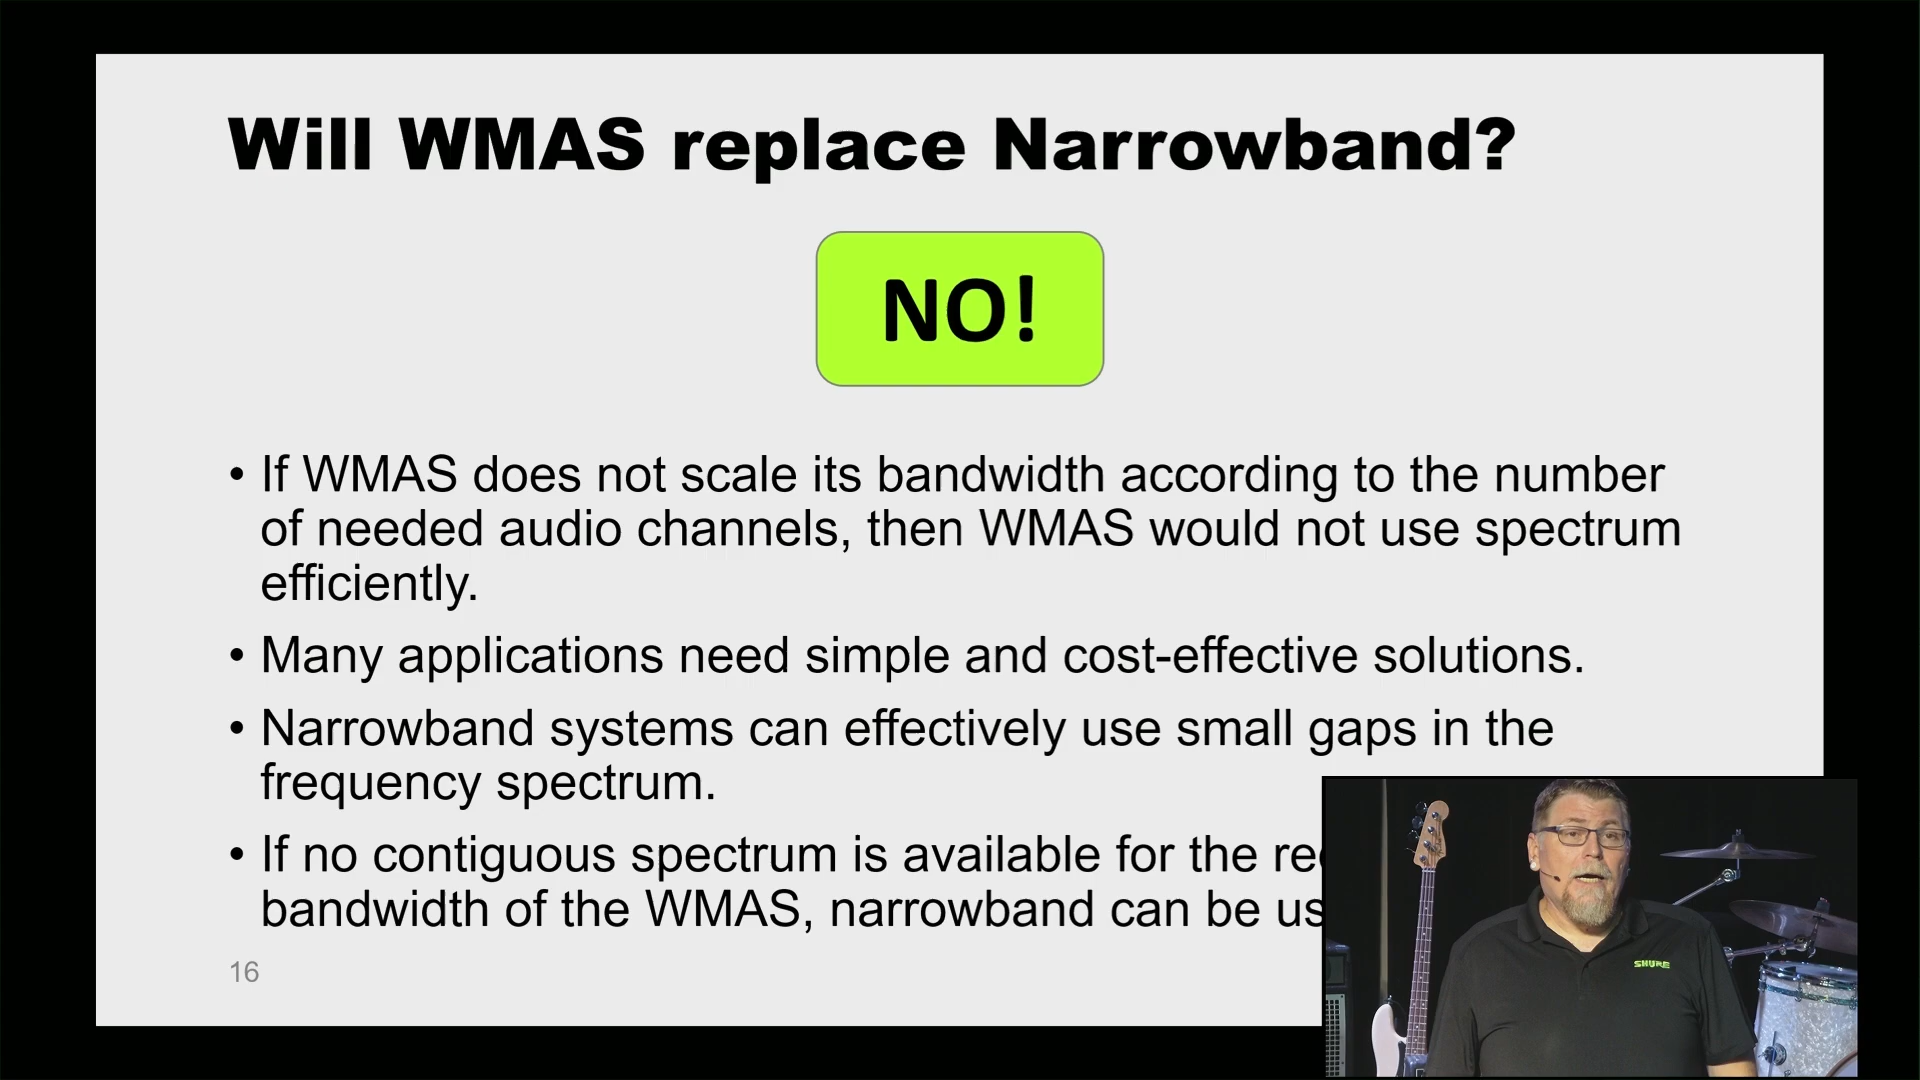 Will WMAS replace Narrowband?
NO!
• If WMAS does not scale its bandwidth according to the number
of needed audio channels, then WMAS would not use spectrum
efficiently.
• Many applications need simple and cost-effective solutions.
• Narrowband systems can effectively use small gaps in the
frequency spectrum.
• If no contiguous spectrum is available for the
bandwidth of the WMAS, narrowband can be
16
SHURE